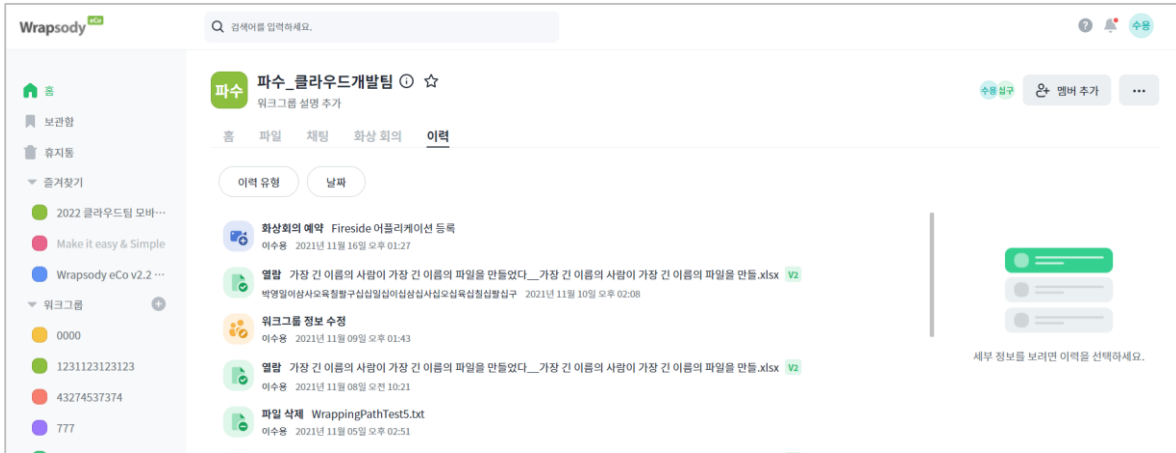 Wrapsody eCo
검색어를 입력하세요.
수용
홈
보관함
휴지통
즐겨찾기
2022 클라우드팀 모바…
Make it easy & Simple
Wrapsody eCo v2.2 …
워크그룹
0000
1231123123123
43274537374
777
파수
파수_클라우드개발팀
워크그룹 설명 추가
수용 십구
멤버 추가
홈 파일 채팅 화상 회의 이력
이력 유형 날짜
화상회의 예약 Fireside 어플리케이션 등록
이수용 2021년 11월 16일 오후 01:27
열람 가장 긴 이름의 사람이 가장 긴 이름의 파일을 만들었다__가장 긴 이름의 사람이 가장 긴 이름의 파일을 만들.xlsx V2
박영일이삼사오육칠팔구십십일십이십삼십사십오십육십칠십팔십구 2021년 11월 10일 오후 02:08
워크그룹 정보 수정
이수용 2021년 11월 09일 오후 01:43
열람 가장 긴 이름의 사람이 가장 긴 이름의 파일을 만들었다__가장 긴 이름의 사람이 가장 긴 이름의 파일을 만들.xlsx V2
이수용 2021년 11월 08일 오전 10:21
파일 삭제 WrappingPathTest5.txt
이수용 2021년 11월 05일 오후 02:51
세부 정보를 보려면 이력을 선택하세요.